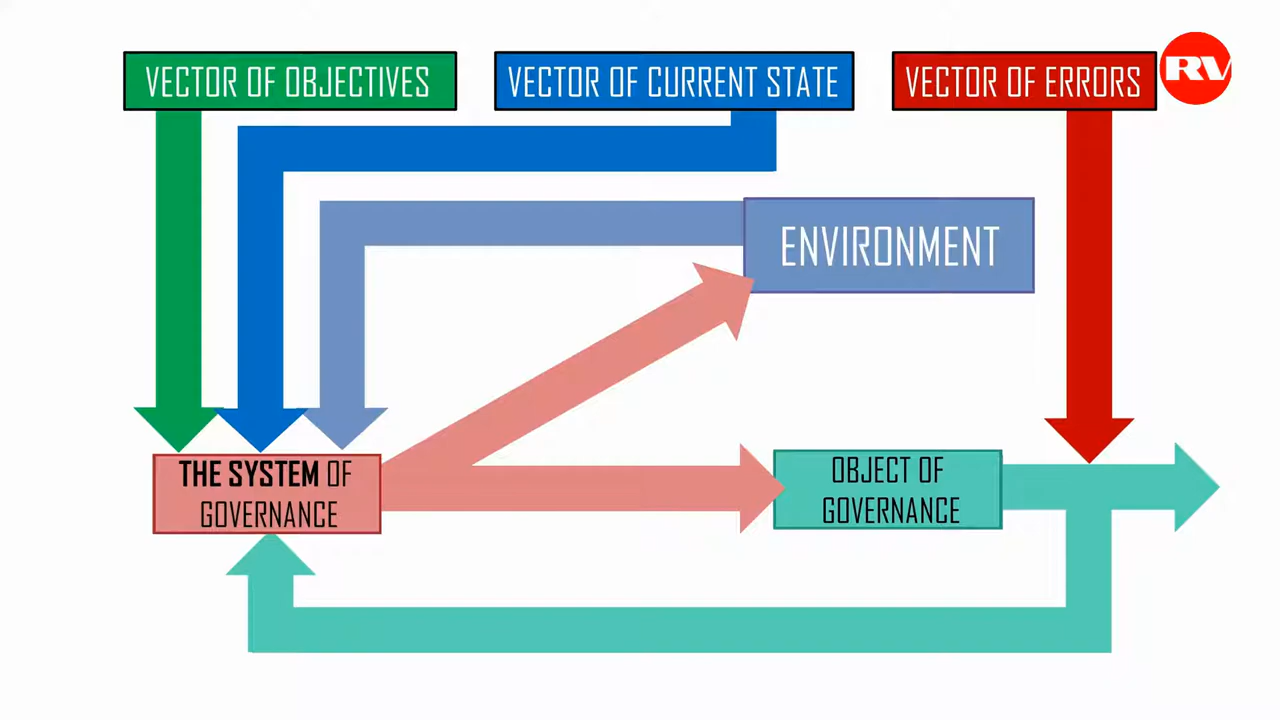 VECTOR OF OBJECTIVES
VECTOR OF CURRENT STATE
VECTOR OF ERRORS
RV
ENVIRONMENT
THE SYSTEM OF
GOVERNANCE
OBJECT OF
GOVERNANCE